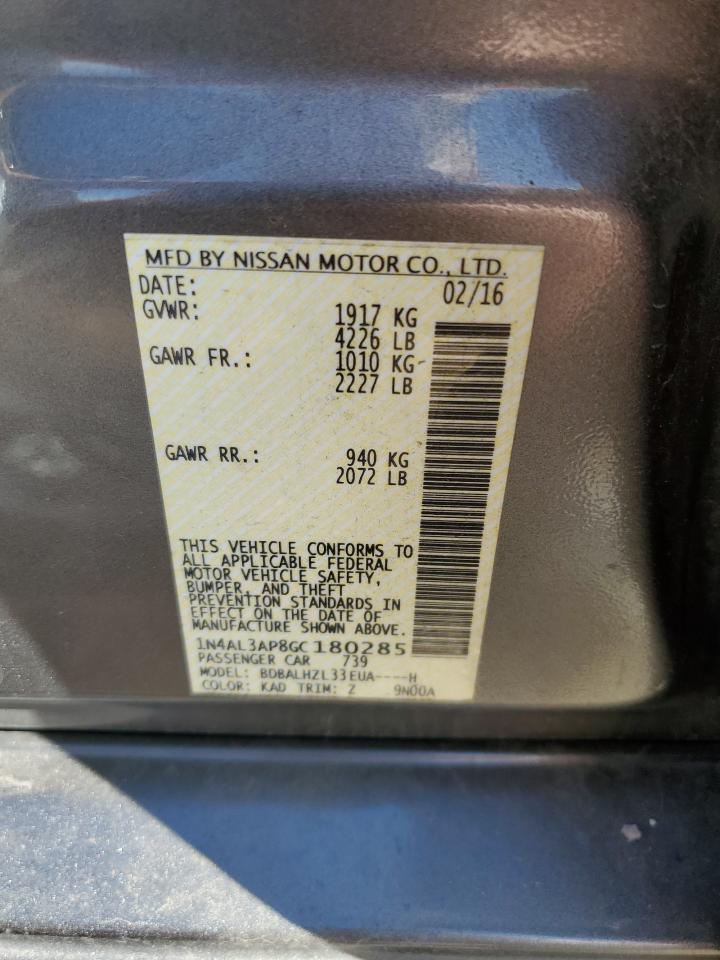 MFD BY NISSAN MOTOR CO., LTD.
DATE: 02/16
GVWR: 1917 KG
4226 LB
GAWR FR.: 1010 KG
2227 LB
GAWR RR.: 940 KG
2072 LB
THIS VEHICLE CONFORMS TO
ALL APPLICABLE FEDERAL
MOTOR VEHICLE SAFETY,
BUMPER, AND THEFT
PREVENTION STANDARDS IN
EFFECT ON THE DATE OF
MANUFACTURE SHOWN ABOVE.
1N4AL3AP8GC180285
PASSENGER CAR 739
MODEL: BDBALHZL33EUA----H
COLOR: KAD TRIM: Z 9N00A